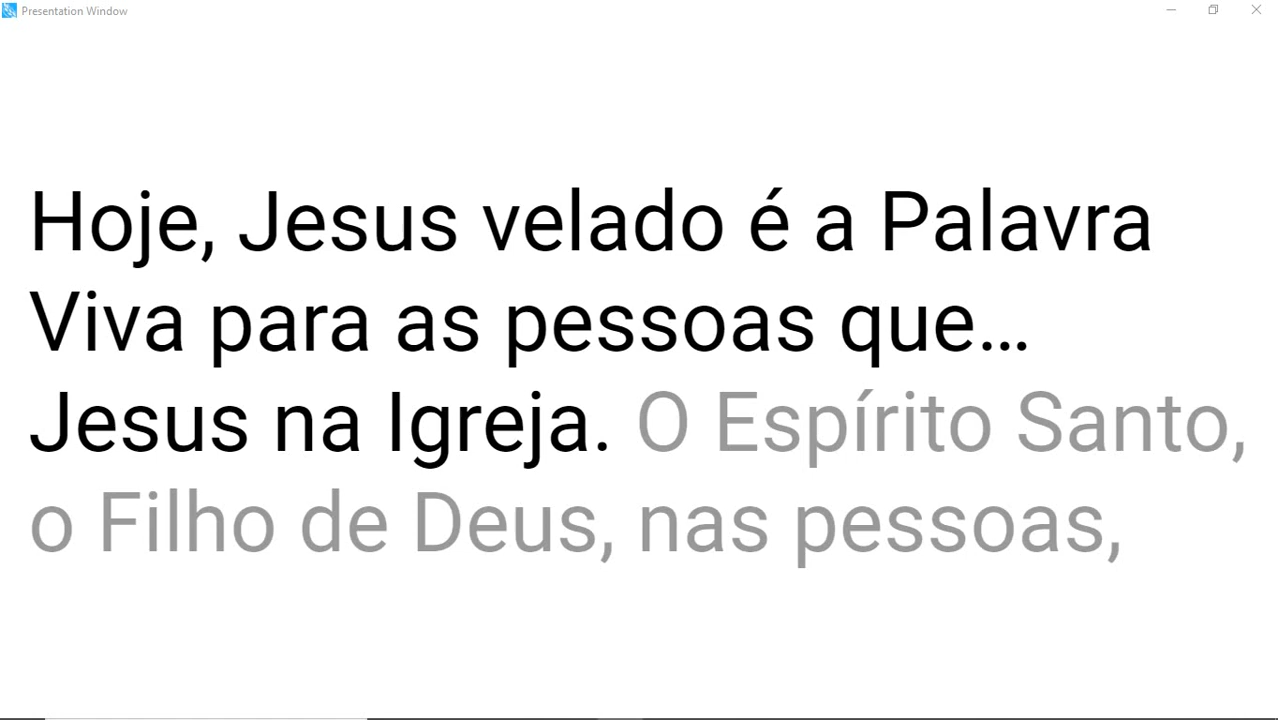 Presentation Window
Hoje, Jesus velado é a Palavra
Viva para as pessoas que...
Jesus na Igreja. O Espírito Santo,
o Filho de Deus, nas pessoas,